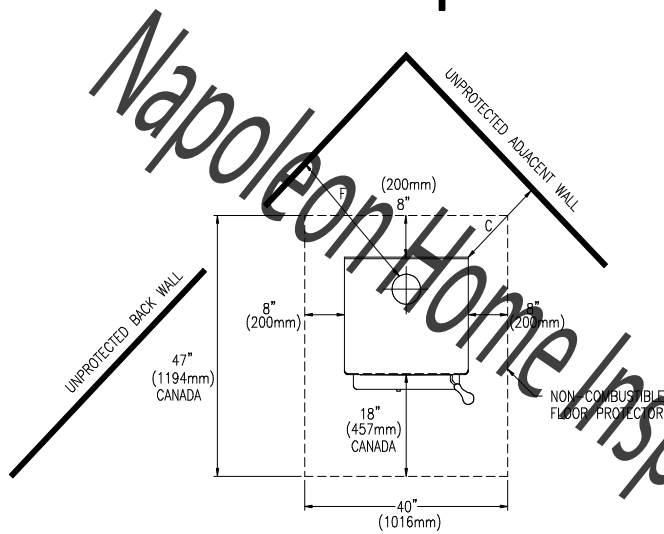 UNPROTECTED ADJACENT WALL
(200mm)
8"
F
C
UNPROTECTED BACK WALL
8"
(200mm)
8"
(200mm)
47"
(1194mm)
CANADA
18"
(457mm)
CANADA
NON-COMBUSTIBLE
FLOOR PROTECTOR
40"
(1016mm)
Napoleon Home Insp